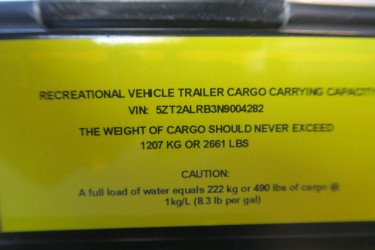 RECREATIONAL VEHICLE TRAILER CARGO CARRYING CAPACITY
VIN: 5ZT2ALRB3N9004282
THE WEIGHT OF CARGO SHOULD NEVER EXCEED
1207 KG OR 2661 LBS
CAUTION:
A full load of water equals 222 kg or 490 lbs of cargo @
1kg/L (8.3 lb per gal)